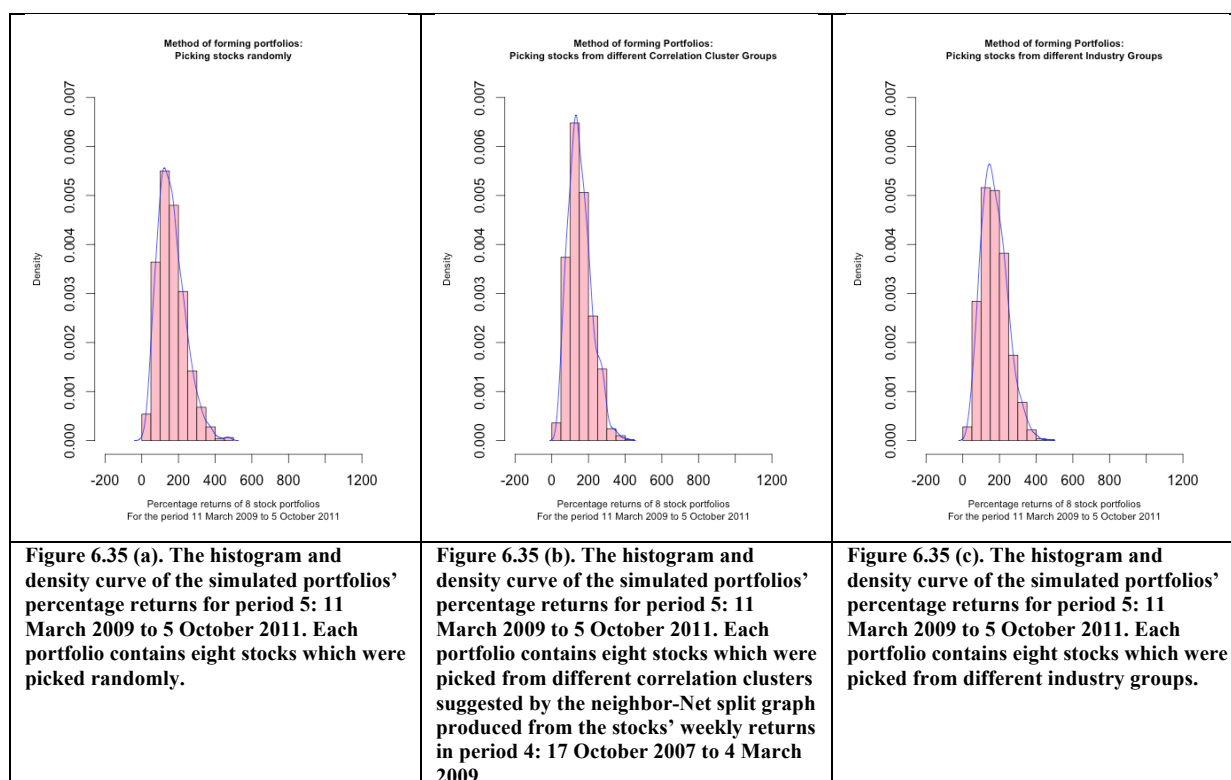 Method of forming portfolios:
Picking stocks randomly
0.007
0.006
0.005
0.004
0.003
0.002
0.001
0.000
Density
-200 0 200 400 600 800 1200
Percentage returns of 8 stock portfolios
For the period 11 March 2009 to 5 October 2011
Method of forming Portfolios:
Picking stocks from different Correlation Cluster Groups
0.007
0.006
0.005
0.004
0.003
0.002
0.001
0.000
Density
-200 0 200 400 600 800 1200
Percentage returns of 8 stock portfolios
For the period 11 March 2009 to 5 October 2011
Method of forming Portfolios:
Picking stocks from different Industry Groups
0.007
0.006
0.005
0.004
0.003
0.002
0.001
0.000
Density
-200 0 200 400 600 800 1200
Percentage returns of 8 stock portfolios
For the period 11 March 2009 to 5 October 2011
Figure 6.35 (a). The histogram and
density curve of the simulated portfolios’
percentage returns for period 5: 11
March 2009 to 5 October 2011. Each
portfolio contains eight stocks which were
picked randomly.
Figure 6.35 (b). The histogram and
density curve of the simulated portfolios’
percentage returns for period 5: 11
March 2009 to 5 October 2011. Each
portfolio contains eight stocks which were
picked from different correlation clusters
suggested by the neighbor-Net split graph
produced from the stocks’ weekly returns
in period 4: 17 October 2007 to 4 March
2009
Figure 6.35 (c). The histogram and
density curve of the simulated portfolios’
percentage returns for period 5: 11
March 2009 to 5 October 2011. Each
portfolio contains eight stocks which were
picked from different industry groups.